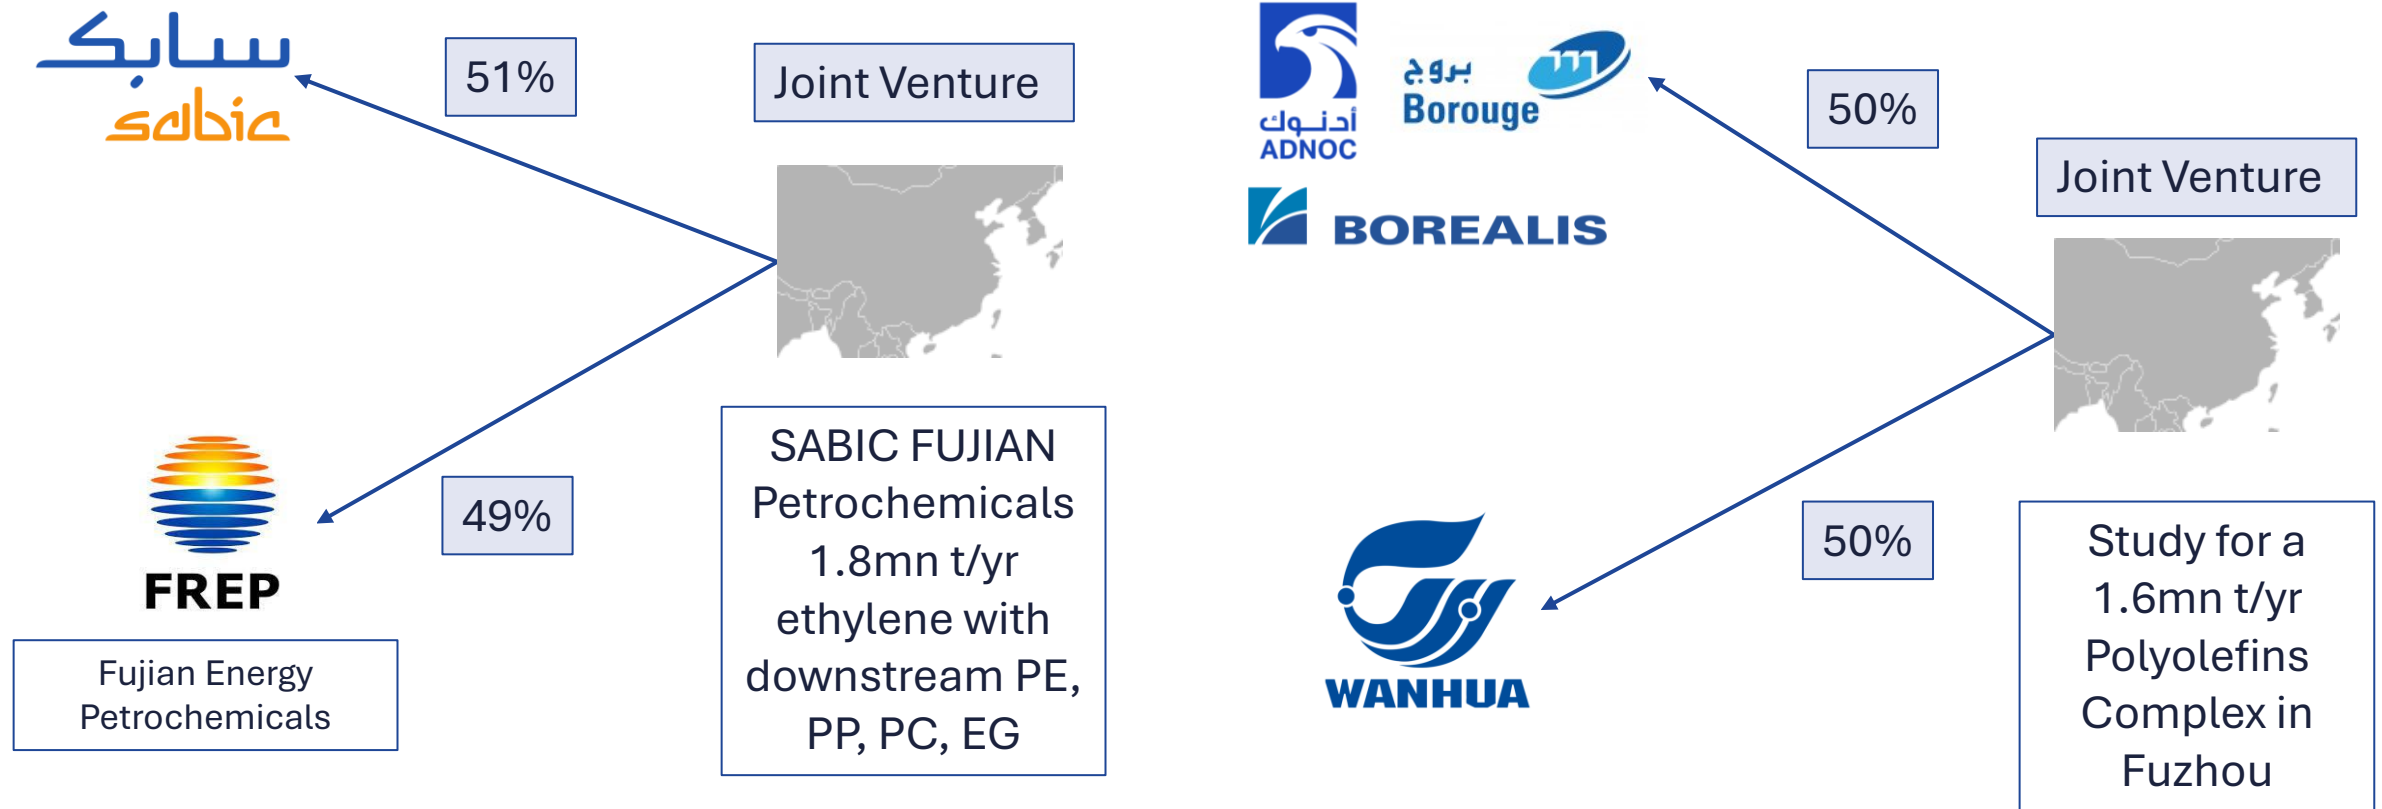 سابك
sabic
51%
Joint Venture
FREP
Fujian Energy
Petrochemicals
49%
SABIC FUJIAN
Petrochemicals
1.8mn t/yr
ethylene with
downstream PE,
PP, PC, EG
أدنوك
ADNOC
بروج
Borouge
BOREALIS
50%
Joint Venture
WANHUA
50%
Study for a
1.6mn t/yr
Polyolefins
Complex in
Fuzhou